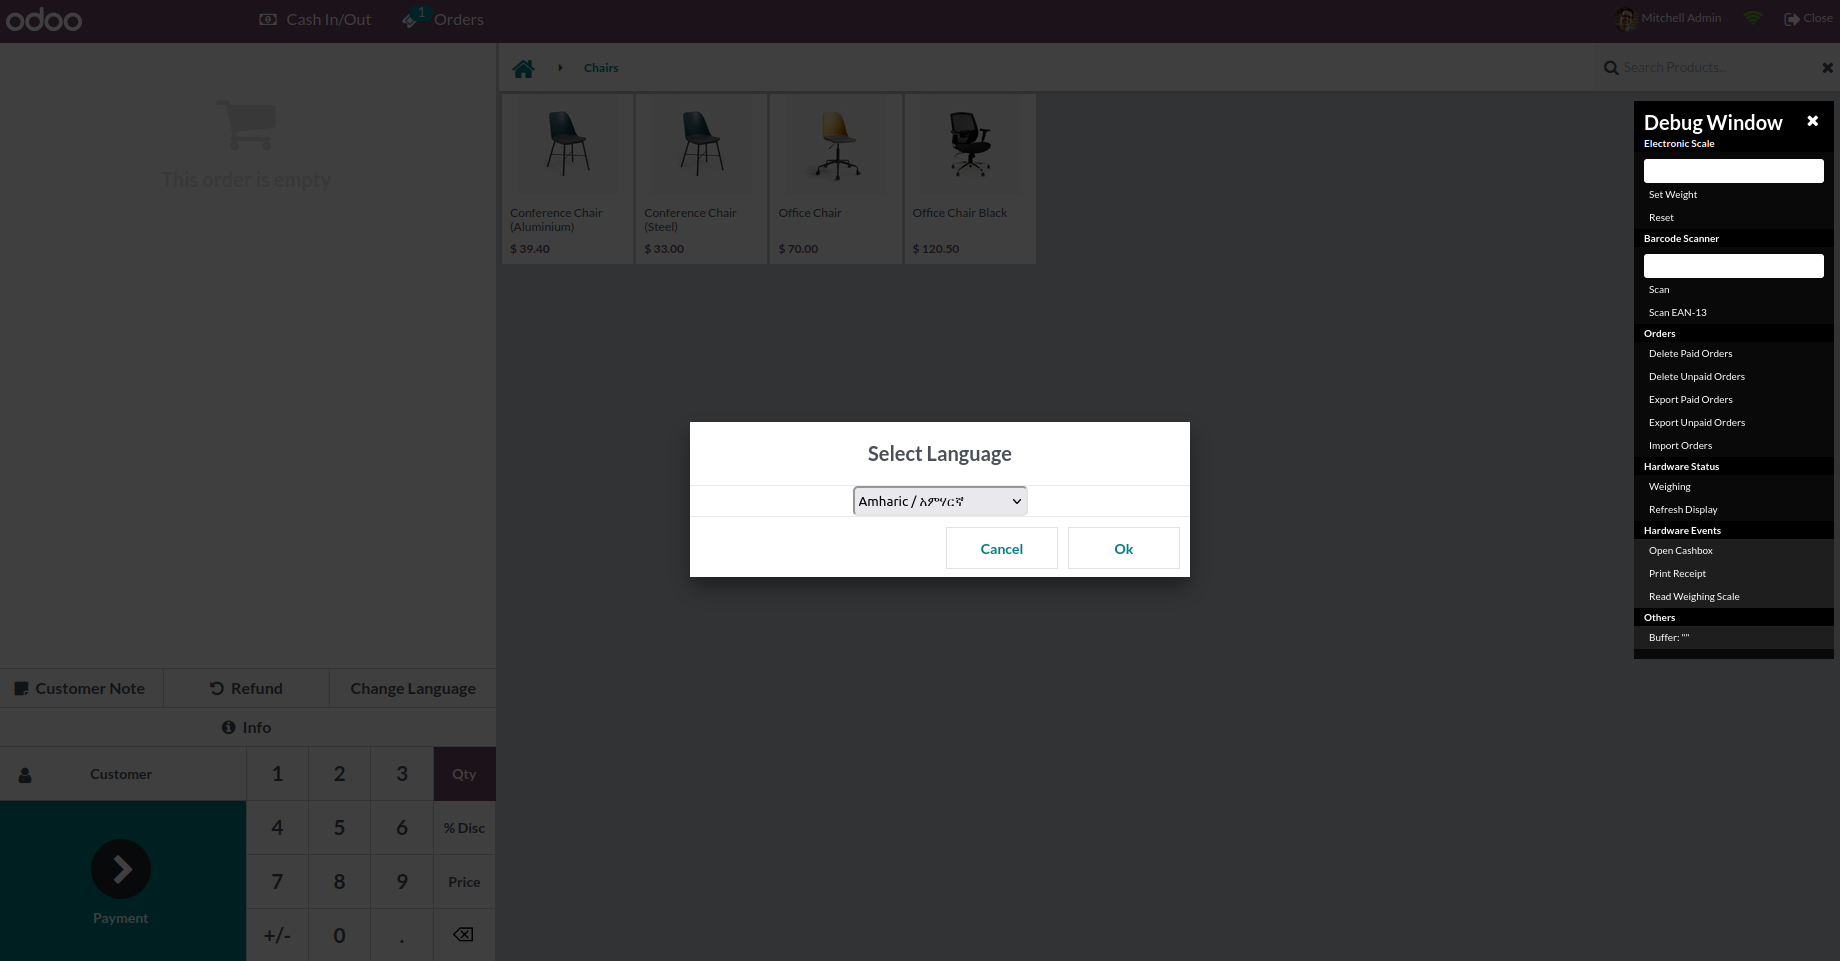 odoo
Cash In/Out
1
Orders
Mitchell Admin
Close
This order is empty
Chairs
Search Products...
Conference Chair
(Aluminium)
$ 39.40
Conference Chair
(Steel)
$ 33.00
Office Chair
$ 70.00
Office Chair Black
$ 120.50
Debug Window
Electronic Scale
Set Weight
Reset
Barcode Scanner
Scan
Scan EAN-13
Orders
Delete Paid Orders
Delete Unpaid Orders
Export Paid Orders
Export Unpaid Orders
Import Orders
Hardware Status
Weighing
Refresh Display
Hardware Events
Open Cashbox
Print Receipt
Read Weighing Scale
Others
Buffer: ""
Select Language
Amharic / አምሃርኛ
Cancel
Ok
Customer Note
Refund
Change Language
Info
Customer
1 2 3 Qty
4 5 6 % Disc
7 8 9 Price
+/- 0 .
Payment